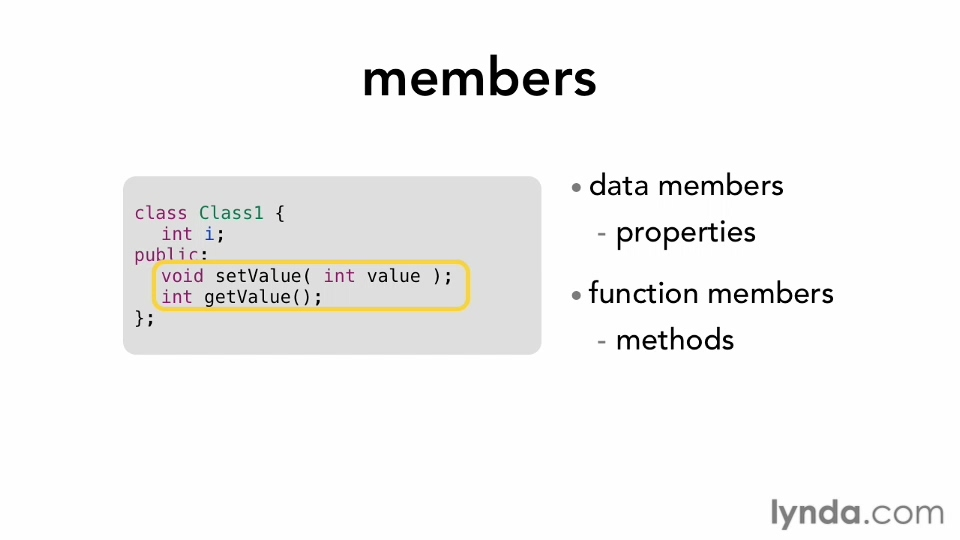 members
class Class1 {
int i;
public:
void setValue( int value );
int getValue();
};
• data members
- properties
• function members
- methods
lynda.com